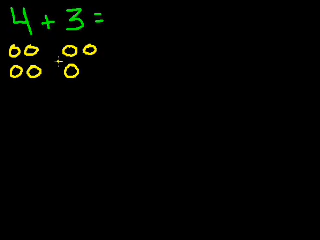 4 + 3 =